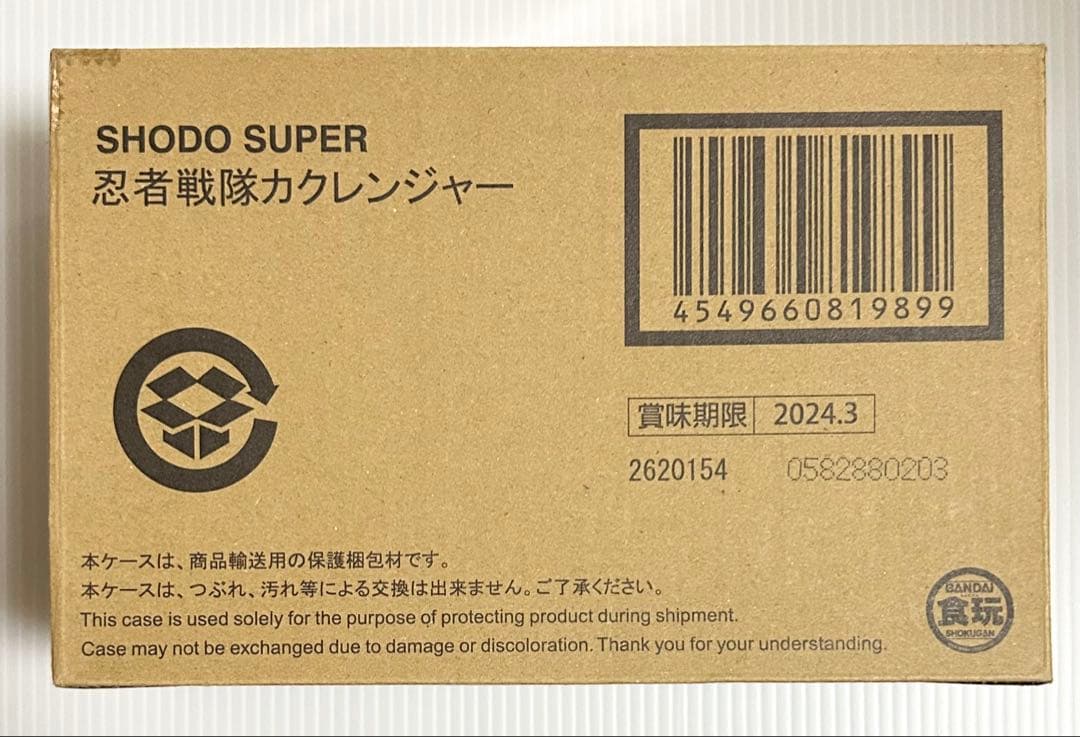 SHODO SUPER
忍者戦隊カクレンジャー
4549660819899
賞味期限 2024.3
2620154 0582880203
本ケースは、商品輸送用の保護梱包材です。
本ケースは、つぶれ、汚れ等による交換は出来ません。ご了承ください。
This case is used solely for the purpose of protecting product during shipment.
Case may not be exchanged due to damage or discoloration. Thank you for your understanding.
BANDAI
食玩
SHOKUGAN